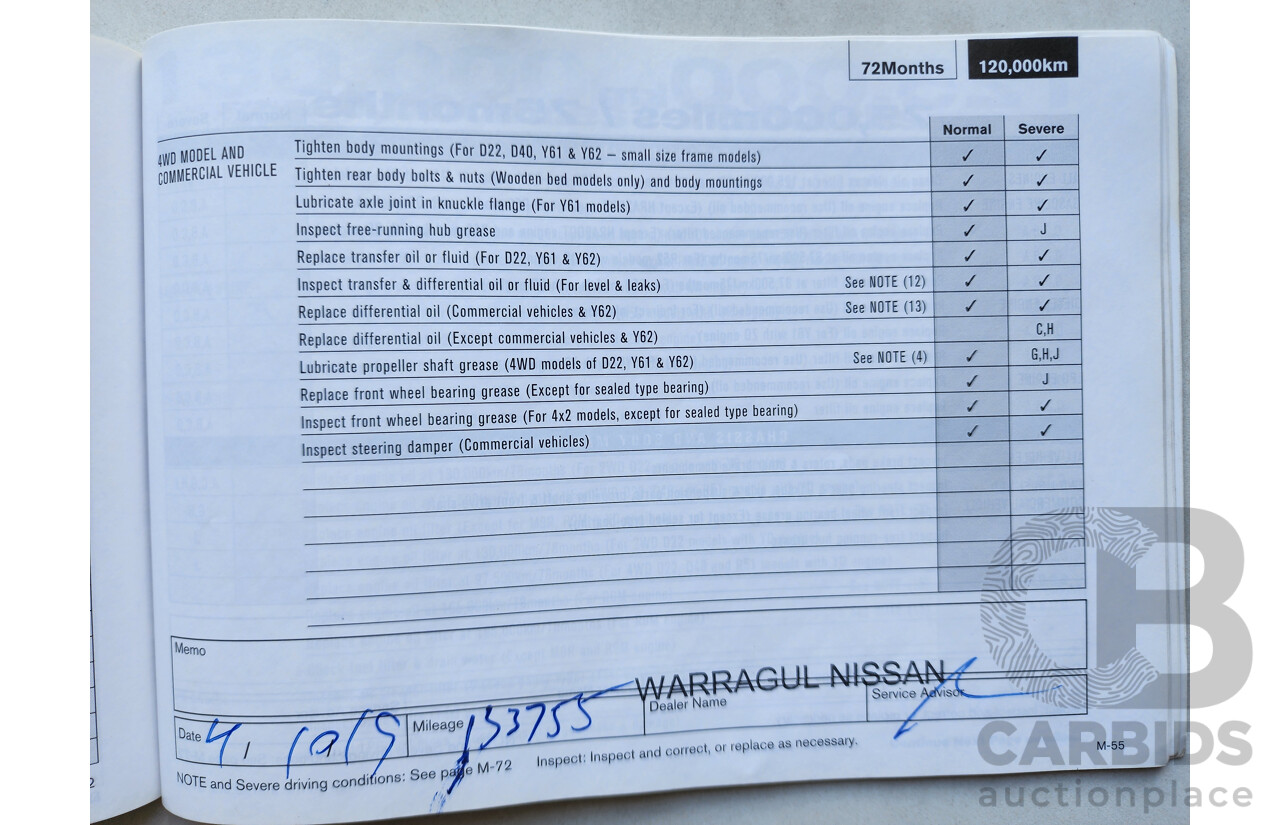 72Months 120,000km
Normal Severe
4WD MODEL AND
COMMERCIAL VEHICLE
Tighten body mountings (For D22, D40, Y61 & Y62 – small size frame models) ✓ ✓
Tighten rear body bolts & nuts (Wooden bed models only) and body mountings ✓ ✓
Lubricate axle joint in knuckle flange (For Y61 models) ✓ ✓
Inspect free-running hub grease ✓ J
Replace transfer oil or fluid (For D22, Y61 & Y62) ✓ ✓
Inspect transfer & differential oil or fluid (For level & leaks) See NOTE (12) ✓ ✓
Replace differential oil (Commercial vehicles & Y62) See NOTE (13) ✓ ✓
Replace differential oil (Except commercial vehicles & Y62) C,H
Lubricate propeller shaft grease (4WD models of D22, Y61 & Y62) See NOTE (4) ✓ G,H,J
Replace front wheel bearing grease (Except for sealed type bearing) ✓ J
Inspect front wheel bearing grease (For 4x2 models, except for sealed type bearing) ✓ ✓
Inspect steering damper (Commercial vehicles) ✓ ✓
Memo
WARRAGUL NISSAN
Date Mileage 153755 Dealer Name Service Advisor
NOTE and Severe driving conditions: See page M-72 Inspect: Inspect and correct, or replace as necessary. M-55
CARBIDS
auctionplace